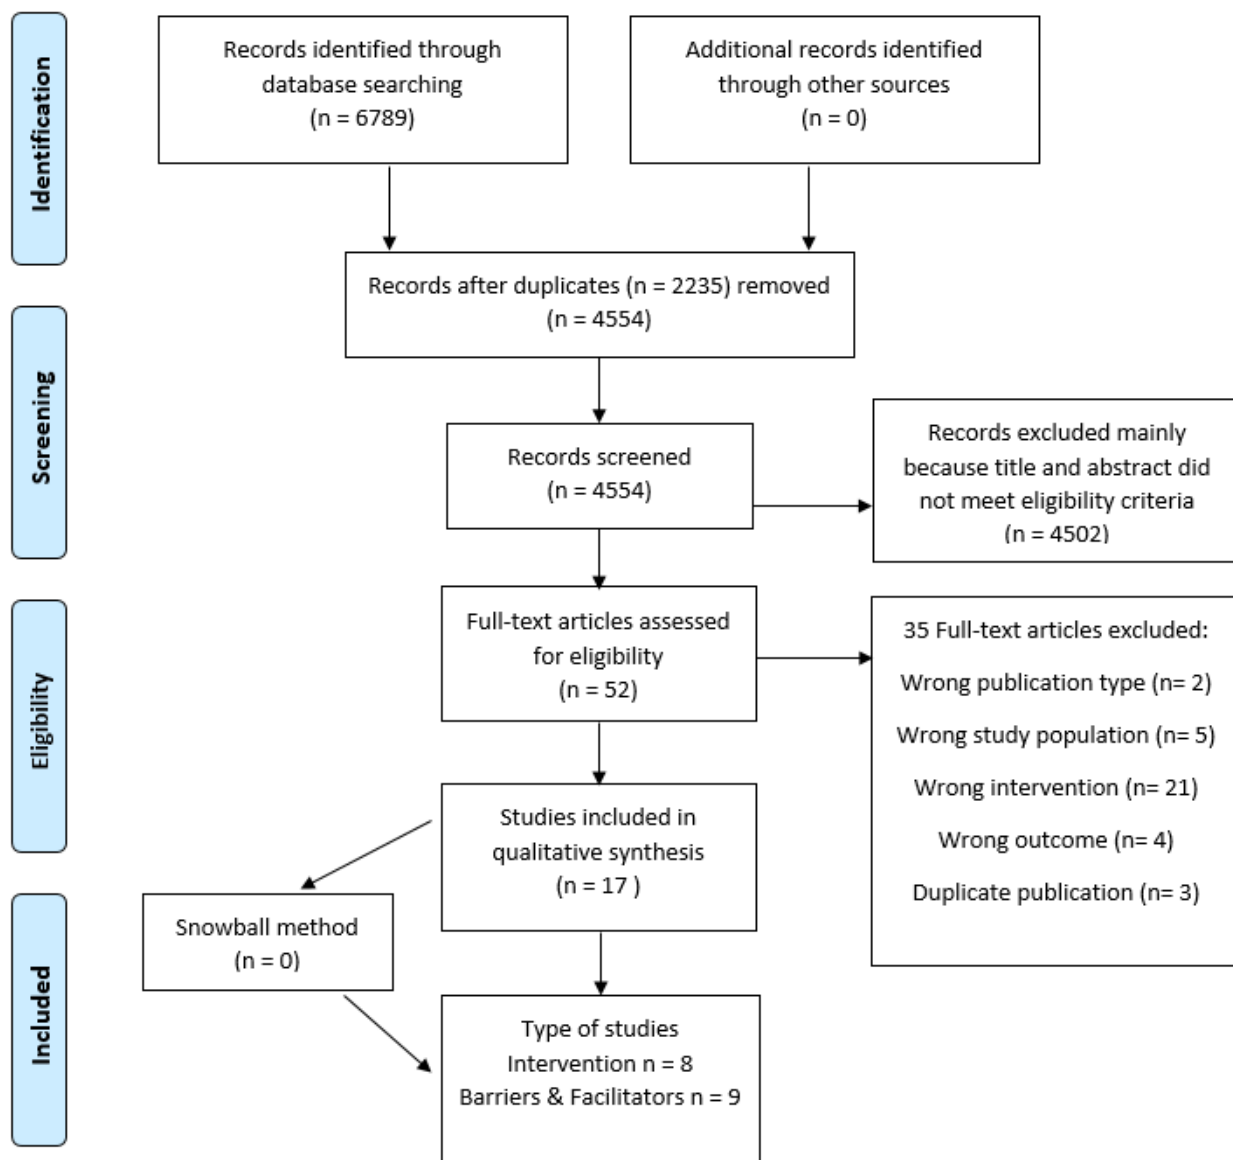 Identification
Records identified through
database searching
(n = 6789)
Additional records identified
through other sources
(n = 0)
Records after duplicates (n = 2235) removed
(n = 4554)
Screening
Records screened
(n = 4554)
Records excluded mainly
because title and abstract did
not meet eligibility criteria
(n = 4502)
Eligibility
Full-text articles assessed
for eligibility
(n = 52)
35 Full-text articles excluded:
Wrong publication type (n= 2)
Wrong study population (n= 5)
Wrong intervention (n= 21)
Wrong outcome (n= 4)
Duplicate publication (n= 3)
Studies included in
qualitative synthesis
(n = 17 )
Included
Snowball method
(n = 0)
Type of studies
Intervention n = 8
Barriers & Facilitators n = 9